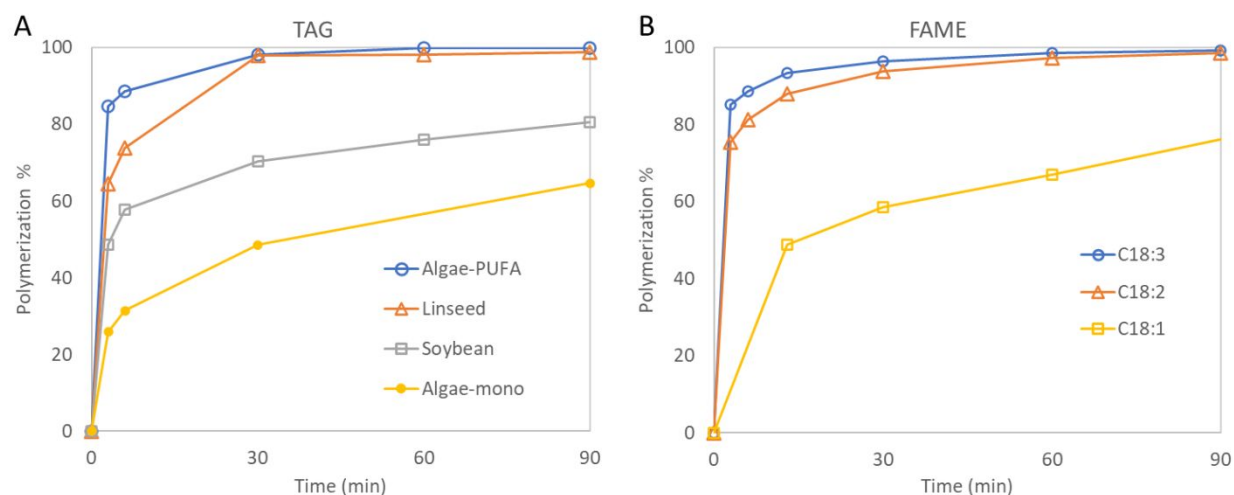 A
TAG
Polymerization %
100
80
60
40
20
0
0 30 60 90
Time (min)
Algae-PUFA
Linseed
Soybean
Algae-mono
B
FAME
Polymerization %
100
80
60
40
20
0
0 30 60 90
Time (min)
C18:3
C18:2
C18:1